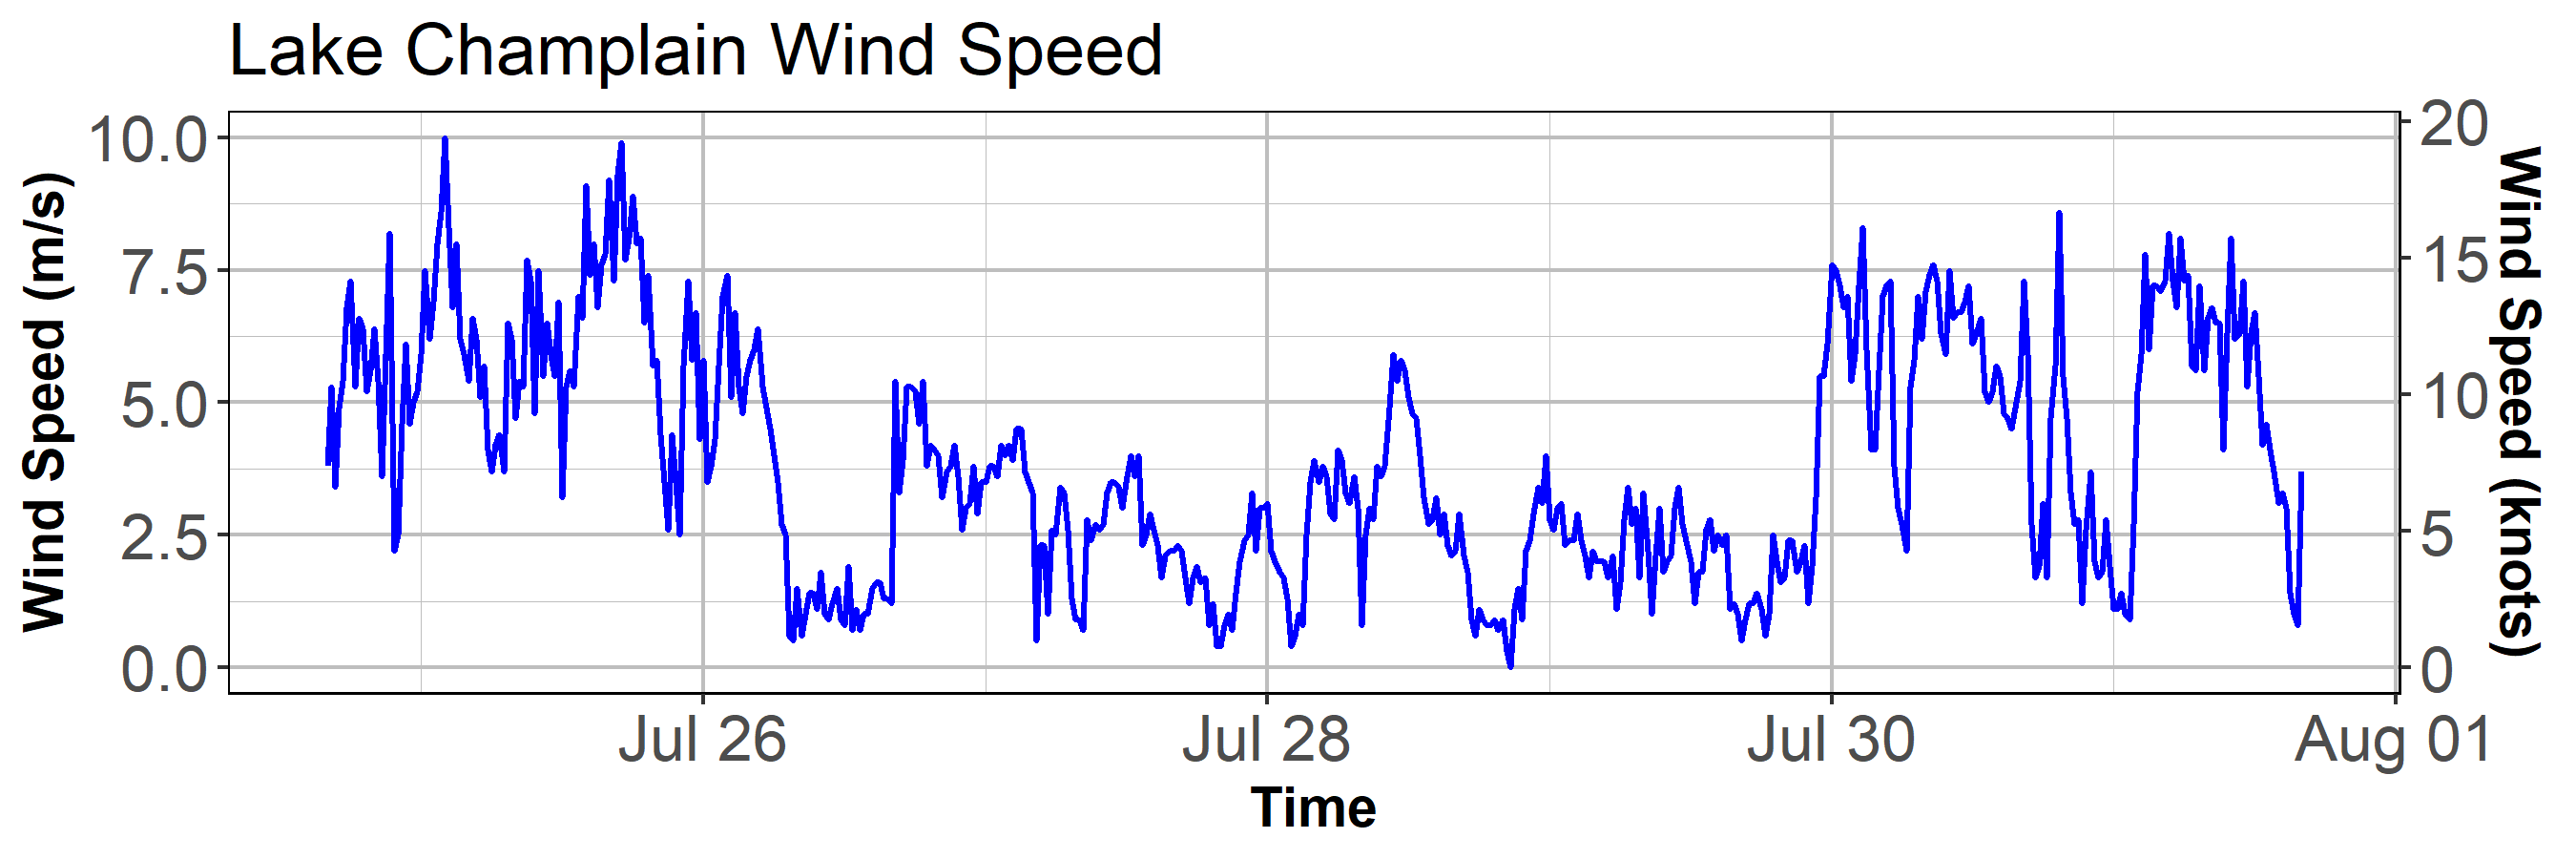 Lake Champlain Wind Speed
Wind Speed (m/s)
10.0
7.5
5.0
2.5
0.0
20
15
10
5
0
Wind Speed (knots)
Jul 26
Jul 28
Jul 30
Aug 01
Time